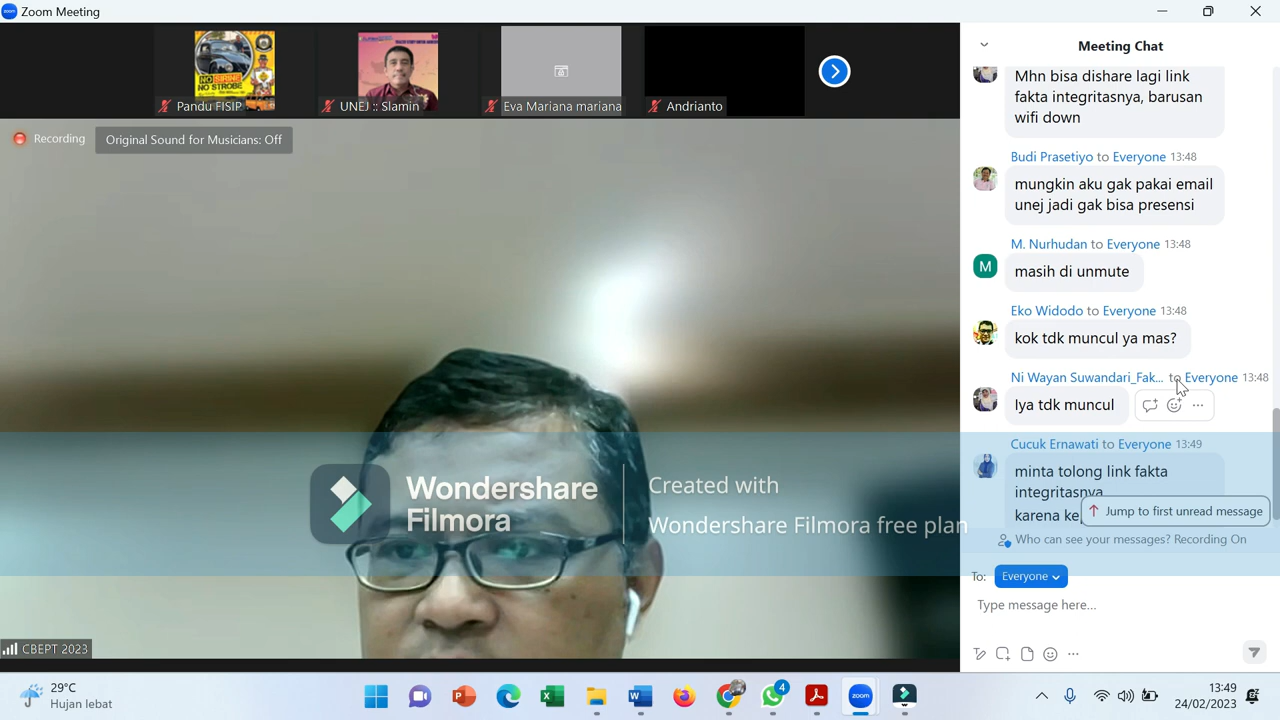 Zoom Meeting
NO SIRINE
NO STROBE
Pandu FISIP
UNEJ :: Slamin
Eva Mariana mariana
Andrianto
Recording
Original Sound for Musicians: Off
Wondershare
Filmora
Created with
Wondershare Filmora free plan
CBEPT 2023
Meeting Chat
Mhn bisa dishare lagi link
fakta integritasnya, barusan
wifi down
Budi Prasetiyo to Everyone 13:48
mungkin aku gak pakai email
unej jadi gak bisa presensi
M. Nurhudan to Everyone 13:48
M
masih di unmute
Eko Widodo to Everyone 13:48
kok tdk muncul ya mas?
Ni Wayan Suwandari_Fak... to Everyone 13:48
Iya tdk muncul
Cucuk Ernawati to Everyone 13:49
minta tolong link fakta
integritasnya
karena ke
Jump to first unread message
Who can see your messages? Recording On
To: Everyone
Type message here...
29°C
Hujan lebat
zoom
4
13:49
24/02/2023